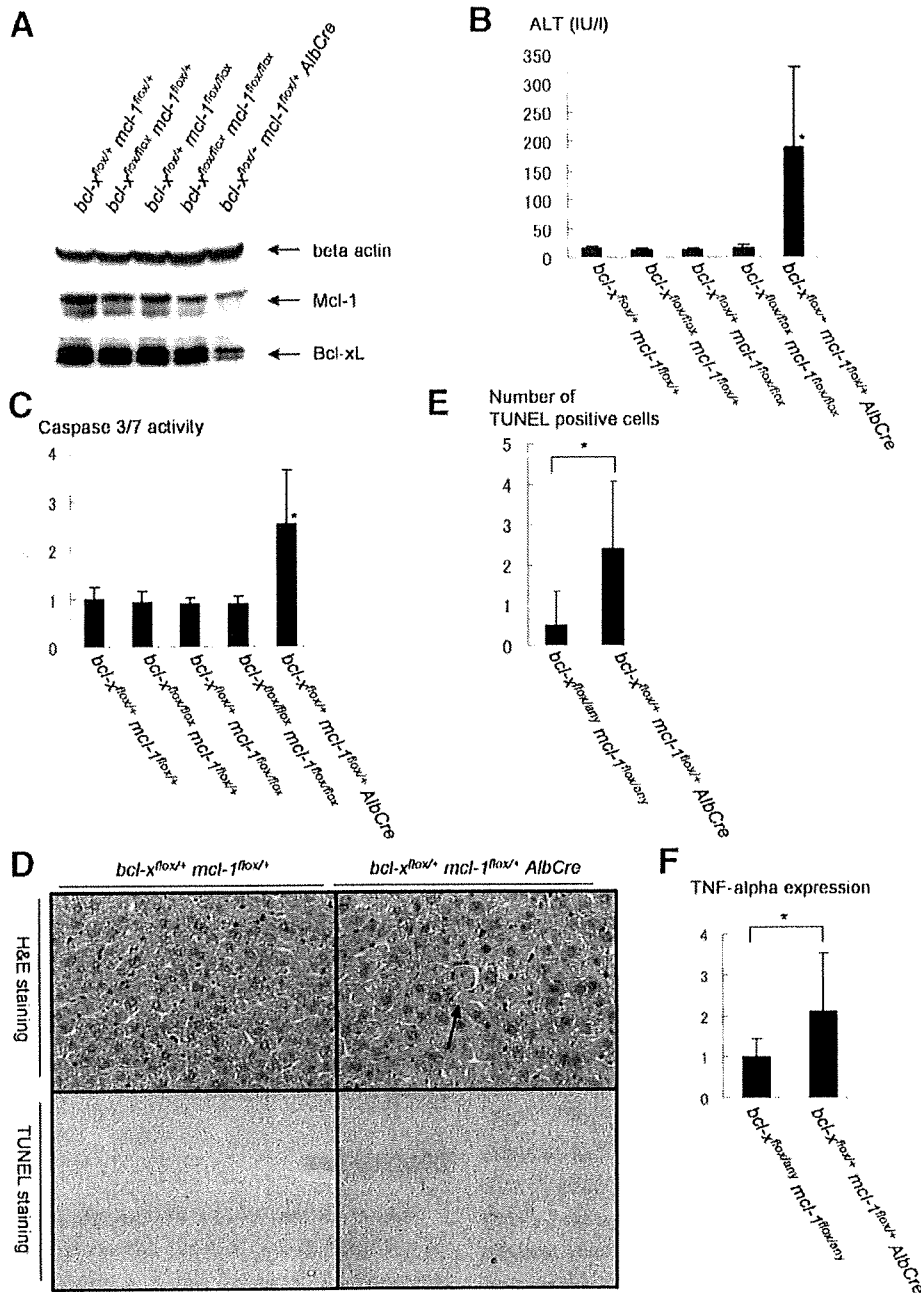 A
bcl-x^flox/+ mcl-1^flox/+
bcl-x^flox/flox mcl-1^flox/+
bcl-x^flox/+ mcl-1^flox/flox
bcl-x^flox/flox mcl-1^flox/flox
bcl-x^flox/+ mcl-1^flox/+ AlbCre
beta actin
Mcl-1
Bcl-xL
B
ALT (IU/l)
350
300
250
200
150
100
50
0
*
bcl-x^flox/+ mcl-1^flox/+
bcl-x^flox/flox mcl-1^flox/+
bcl-x^flox/+ mcl-1^flox/flox
bcl-x^flox/flox mcl-1^flox/flox
bcl-x^flox/+ mcl-1^flox/+ AlbCre
C
Caspase 3/7 activity
4
3
2
1
0
*
bcl-x^flox/+ mcl-1^flox/+
bcl-x^flox/flox mcl-1^flox/+
bcl-x^flox/+ mcl-1^flox/flox
bcl-x^flox/flox mcl-1^flox/flox
bcl-x^flox/+ mcl-1^flox/+ AlbCre
E
Number of
TUNEL positive cells
5
4
3
2
1
0
*
bcl-x^flox/any mcl-1^flox/any
bcl-x^flox/+ mcl-1^flox/+ AlbCre
D
bcl-x^flox/+ mcl-1^flox/+
bcl-x^flox/+ mcl-1^flox/+ AlbCre
H&E staining
TUNEL staining
F
TNF-alpha expression
4
3
2
1
0
*
bcl-x^flox/any mcl-1^flox/any
bcl-x^flox/+ mcl-1^flox/+ AlbCre